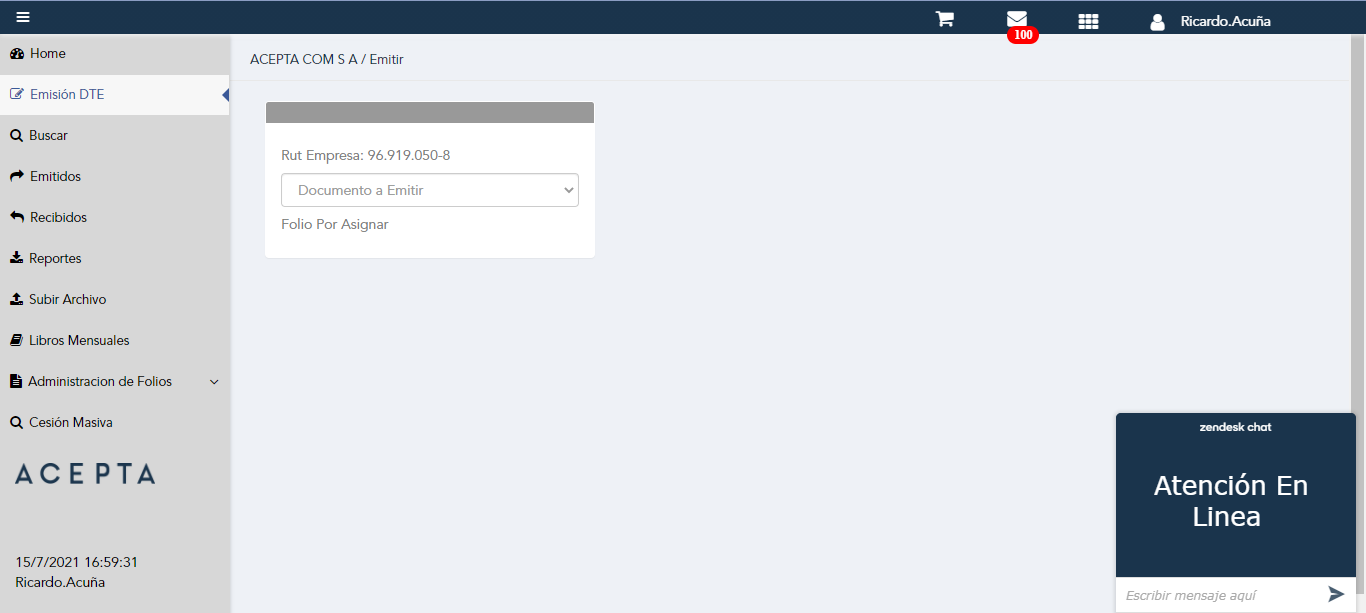 100
Ricardo.Acuña
Home
Emisión DTE
Buscar
Emitidos
Recibidos
Reportes
Subir Archivo
Libros Mensuales
Administracion de Folios
Cesión Masiva
ACEPTA
15/7/2021 16:59:31
Ricardo.Acuña
ACEPTA COM S A / Emitir
Rut Empresa: 96.919.050-8
Documento a Emitir
Folio Por Asignar
zendesk chat
Atención En
Linea
Escribir mensaje aquí